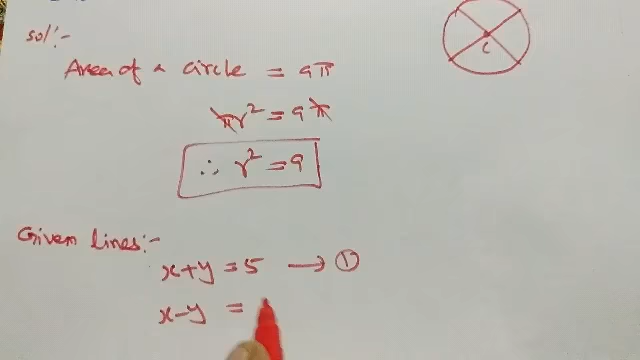 sol:-
C
Area of a circle = 9π
πr² = 9π
∴ r² = 9
Given lines:-
x+y = 5 → ①
x-y =